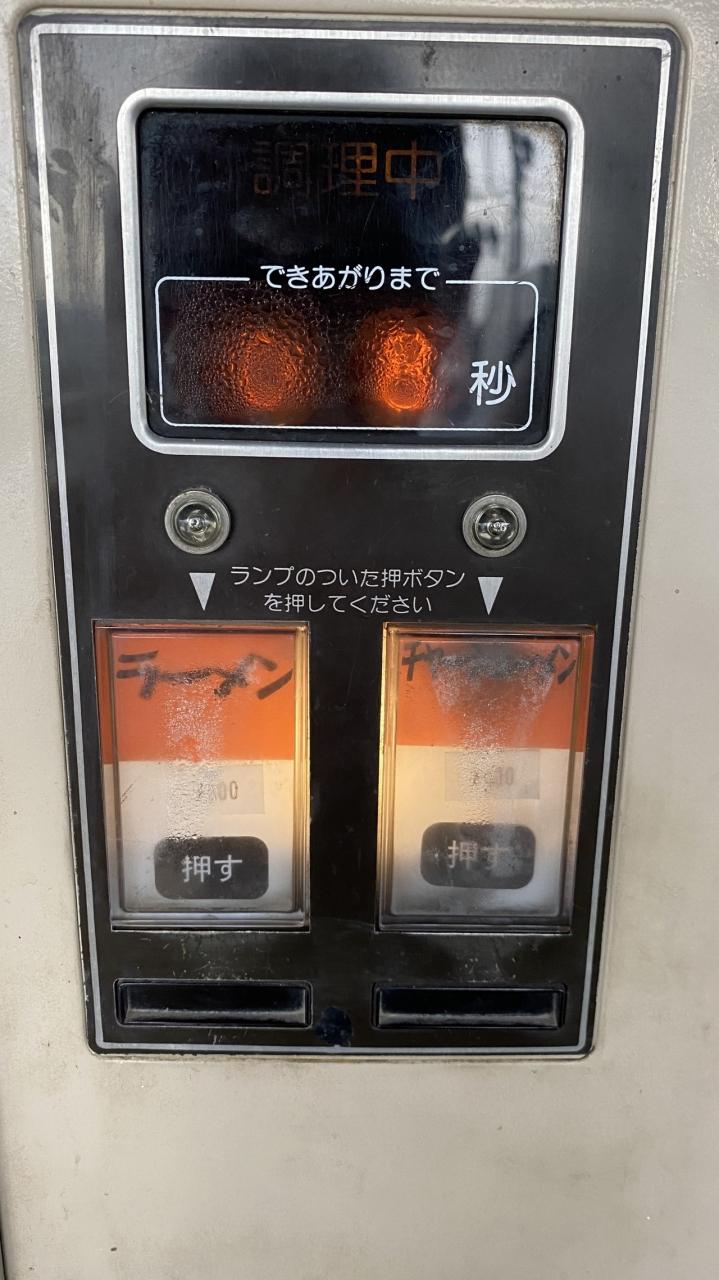 調理中
できあがりまで
秒
ランプのついた押ボタン
を押してください
ラーメン
押す
押す